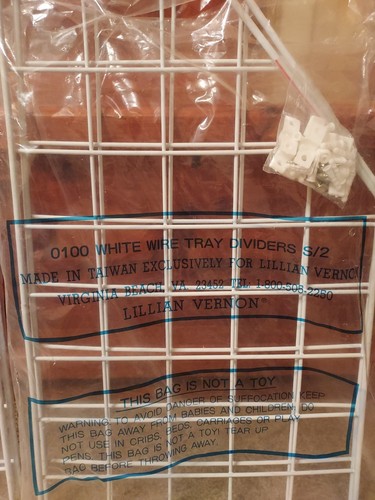 0100 WHITE WIRE TRAY DIVIDERS S/2
MADE IN TAIWAN EXCLUSIVELY FOR LILLIAN VERNON
VIRGINIA BEACH, VA. 23452 TEL: 1-800-505-2250
LILLIAN VERNON®
THIS BAG IS NOT A TOY
WARNING: TO AVOID DANGER OF SUFFOCATION KEEP
THIS BAG AWAY FROM BABIES AND CHILDREN. DO
NOT USE IN CRIBS, BEDS, CARRIAGES OR PLAY
PENS. THIS BAG IS NOT A TOY! TEAR UP
BAG BEFORE THROWING AWAY.